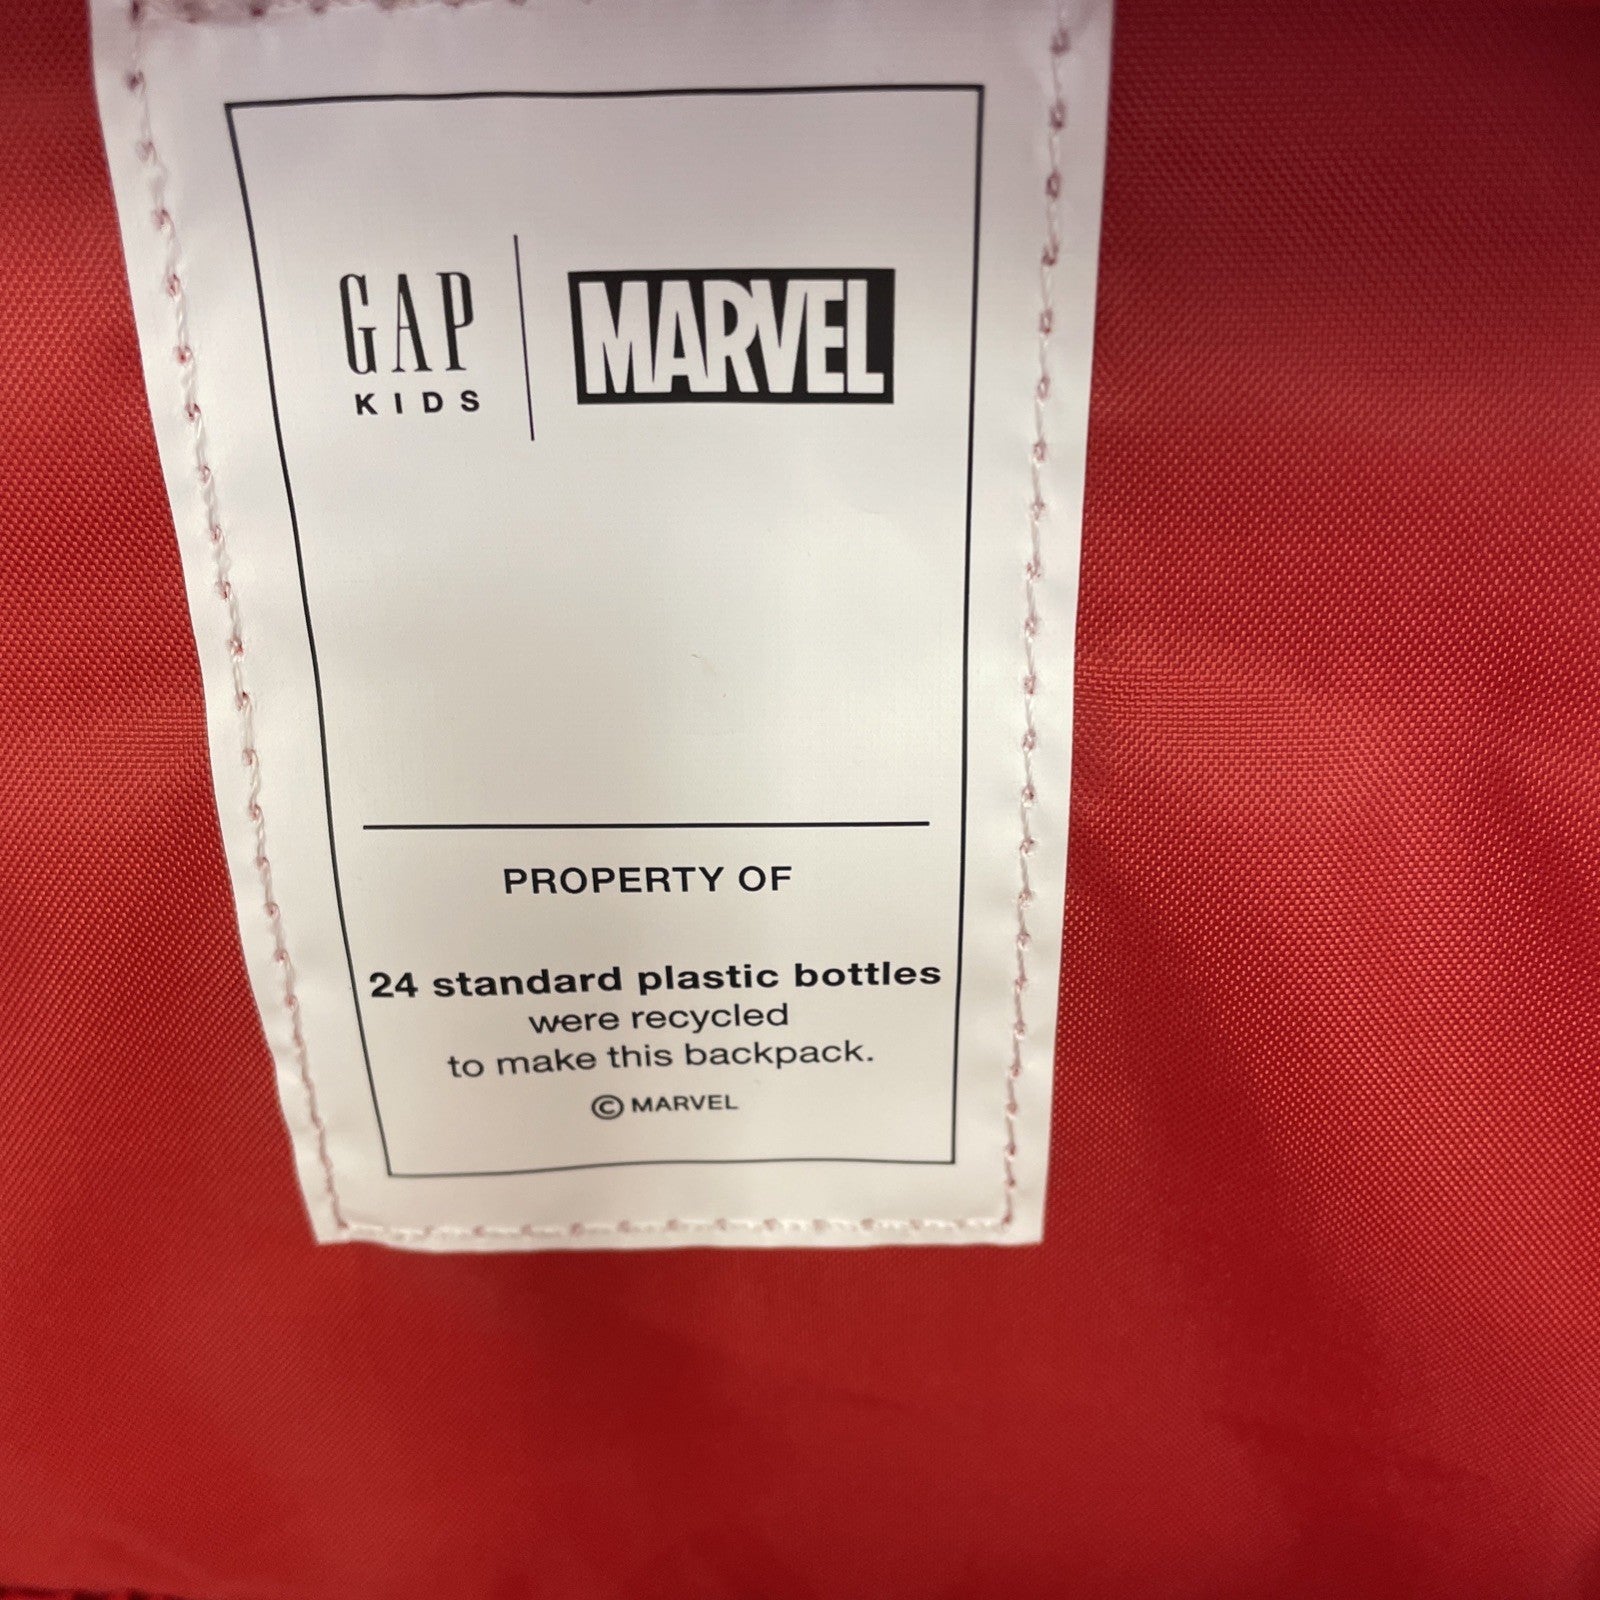 GAP
KIDS
MARVEL
PROPERTY OF
24 standard plastic bottles
were recycled
to make this backpack.
© MARVEL